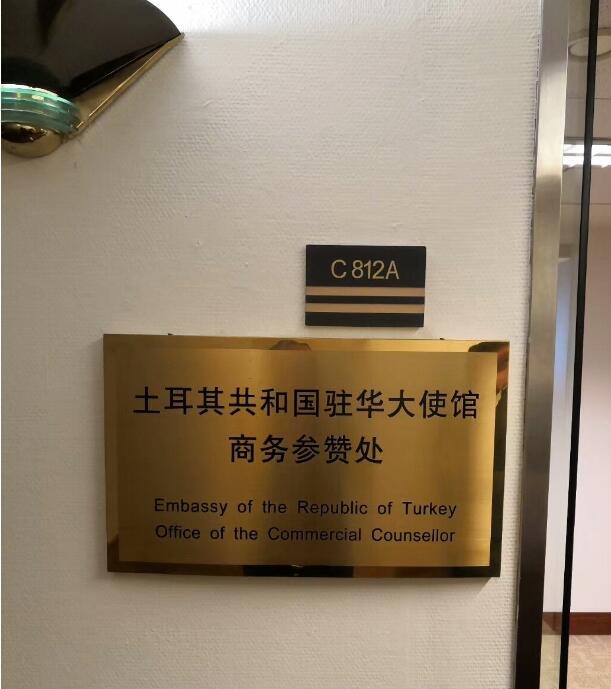 C812A
土耳其共和国驻华大使馆
商务参赞处
Embassy of the Republic of Turkey
Office of the Commercial Counsellor